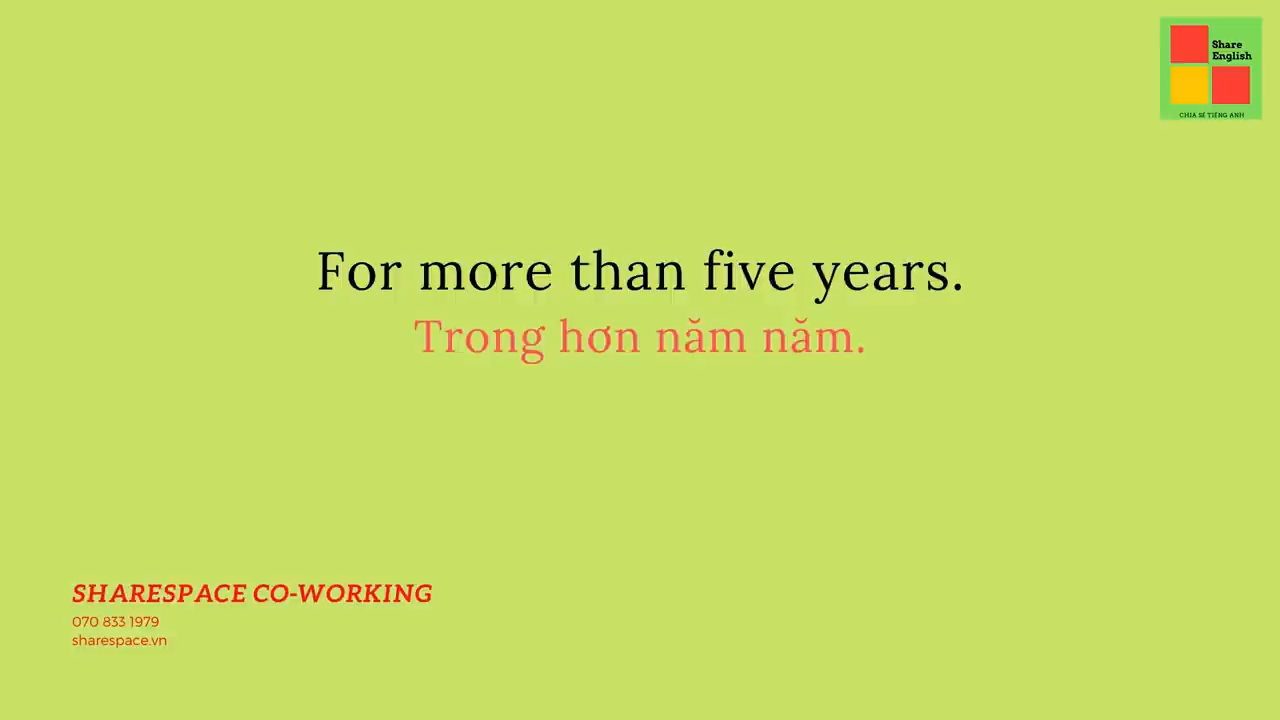 Share
English
CHIA SẺ TIẾNG ANH
For more than five years.
Trong hơn năm năm.
SHARESPACE CO-WORKING
070 833 1979
sharespace.vn